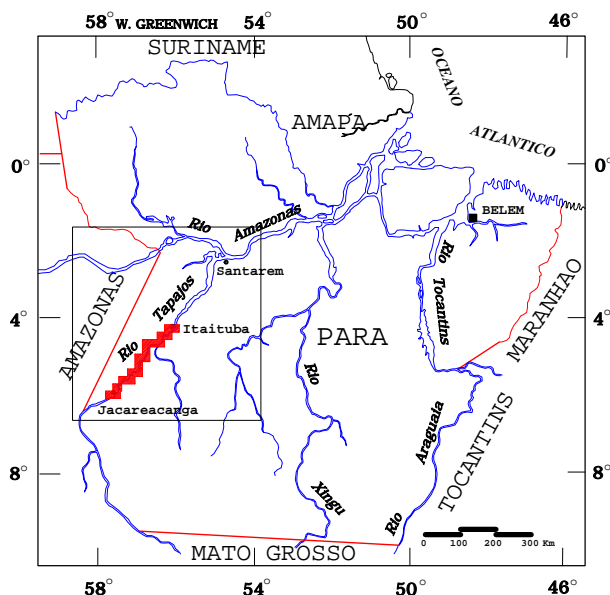 58° W. GREENWICH 54° 50° 46°
SURINAME
OCEANO
ATLANTICO
AMAPA
0° 0°
BELEM
Rio Amazonas
Rio
Santarem
Tapajos
Tocantins
AMAZONAS
MARANHAO
4° 4°
Itaituba
Rio
PARA
Rio
Jacareacanga
Araguaia
TOCANTINS
8° 8°
Xingu
Rio
0 100 200 300 Km
MATO GROSSO
58° 54° 50° 46°